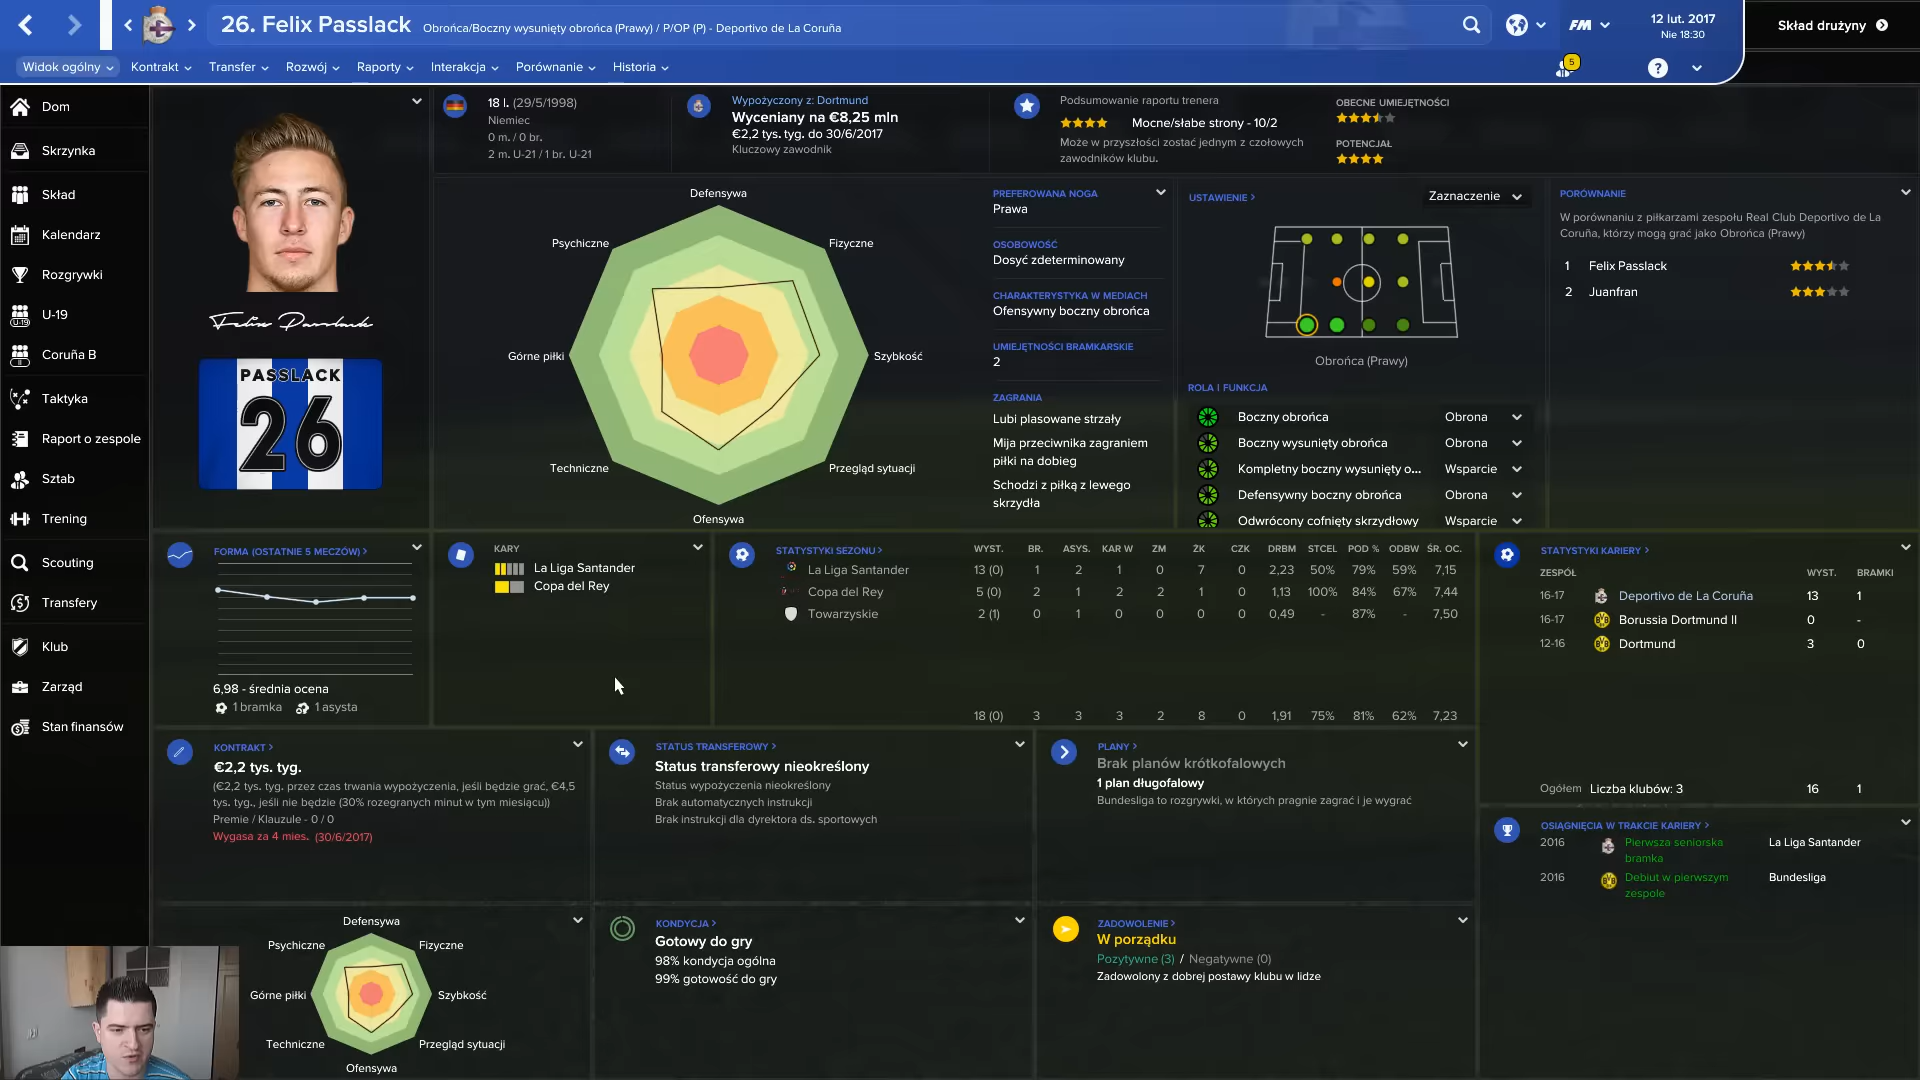 26. Felix Passlack
Obrońca/Boczny wysunięty obrońca (Prawy) / P/OP (P) - Deportivo de La Coruña
FM
12 lut. 2017
Nie 18:30
Skład drużyny
Widok ogólny
Kontrakt
Transfer
Rozwój
Raporty
Interakcja
Porównanie
Historia
5
?
Dom
Skrzynka
Skład
Kalendarz
Rozgrywki
U-19
Coruña B
Taktyka
Raport o zespole
Sztab
Trening
Scouting
Transfery
Klub
Zarząd
Stan finansów
Felix Passlack
PASSLACK
26
18 l. (29/5/1998)
Niemiec
0 m. / 0 br.
2 m. U-21 / 1 br. U-21
Wypożyczony z: Dortmund
Wyceniany na €8,25 mln
€2,2 tys. tyg. do 30/6/2017
Kluczowy zawodnik
Podsumowanie raportu trenera
Mocne/słabe strony - 10/2
Może w przyszłości zostać jednym z czołowych
zawodników klubu.
OBECNE UMIEJĘTNOŚCI
POTENCJAŁ
Defensywa
Fizyczne
Szybkość
Przegląd sytuacji
Ofensywa
Techniczne
Górne piłki
Psychiczne
PREFEROWANA NOGA
Prawa
OSOBOWOŚĆ
Dosyć zdeterminowany
CHARAKTERYSTYKA W MEDIACH
Ofensywny boczny obrońca
UMIEJĘTNOŚCI BRAMKARSKIE
2
ZAGRANIA
Lubi plasowane strzały
Mija przeciwnika zagraniem
piłki na dobieg
Schodzi z piłką z lewego
skrzydła
USTAWIENIE >
Zaznaczenie
Obrońca (Prawy)
ROLA I FUNKCJA
Boczny obrońca Obrona
Boczny wysunięty obrońca Obrona
Kompletny boczny wysunięty o... Wsparcie
Defensywny boczny obrońca Obrona
Odwrócony cofnięty skrzydłowy Wsparcie
PORÓWNANIE
W porównaniu z piłkarzami zespołu Real Club Deportivo de La
Coruña, którzy mogą grać jako Obrońca (Prawy)
1 Felix Passlack
2 Juanfran
FORMA (OSTATNIE 5 MECZÓW) >
6,98 - średnia ocena
1 bramka 1 asysta
KARY
La Liga Santander
Copa del Rey
STATYSTYKI SEZONU > WYST. BR. ASYS. KAR W ZM ŻK CZK DRBM STCEL POD % ODBW ŚR. OC.
La Liga Santander 13 (0) 1 2 1 0 7 0 2,23 50% 79% 59% 7,15
Copa del Rey 5 (0) 2 1 2 2 1 0 1,13 100% 84% 67% 7,44
Towarzyskie 2 (1) 0 1 0 0 0 0 0,49 - 87% - 7,50
18 (0) 3 3 3 2 8 0 1,91 75% 81% 62% 7,23
STATYSTYKI KARIERY >
ZESPÓŁ WYST. BRAMKI
16-17 Deportivo de La Coruña 13 1
16-17 Borussia Dortmund II 0 -
12-16 Dortmund 3 0
Ogółem Liczba klubów: 3 16 1
KONTRAKT >
€2,2 tys. tyg.
(€2,2 tys. tyg. przez czas trwania wypożyczenia, jeśli będzie grać, €4,5
tys. tyg., jeśli nie będzie (30% rozegranych minut w tym miesiącu))
Premie / Klauzule - 0 / 0
Wygasa za 4 mies. (30/6/2017)
STATUS TRANSFEROWY >
Status transferowy nieokreślony
Status wypożyczenia nieokreślony
Brak automatycznych instrukcji
Brak instrukcji dla dyrektora ds. sportowych
PLANY >
Brak planów krótkofalowych
1 plan długofalowy
Bundesliga to rozgrywki, w których pragnie zagrać i je wygrać
OSIĄGNIĘCIA W TRAKCIE KARIERY >
2016 Pierwsza seniorska La Liga Santander
bramka
2016 Debiut w pierwszym Bundesliga
zespole
Defensywa
Fizyczne
Szybkość
Przegląd sytuacji
Ofensywa
Techniczne
Górne piłki
Psychiczne
KONDYCJA >
Gotowy do gry
98% kondycja ogólna
99% gotowość do gry
ZADOWOLENIE >
W porządku
Pozytywne (3) / Negatywne (0)
Zadowolony z dobrej postawy klubu w lidze